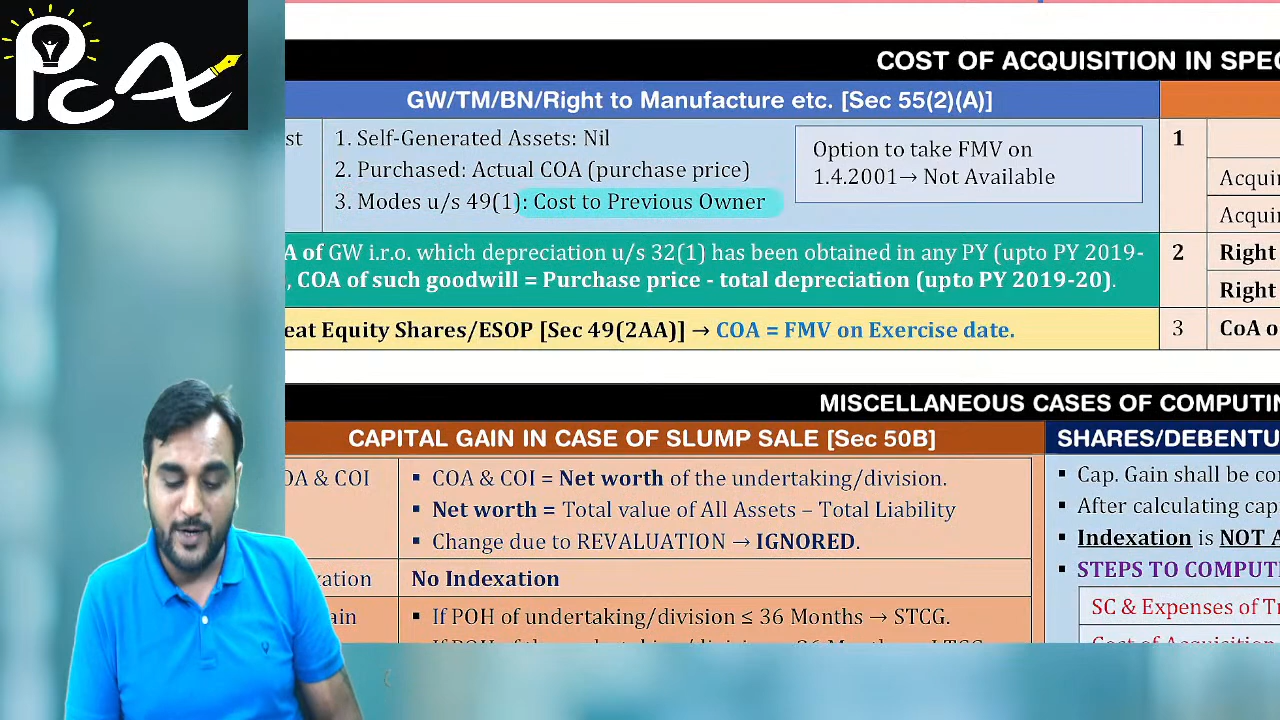 PCA
COST OF ACQUISITION IN SPEC
GW/TM/BN/Right to Manufacture etc. [Sec 55(2)(A)]
st
1. Self-Generated Assets: Nil
2. Purchased: Actual COA (purchase price)
3. Modes u/s 49(1): Cost to Previous Owner
Option to take FMV on
1.4.2001→ Not Available
1
Acquir
Acquir
A of GW i.r.o. which depreciation u/s 32(1) has been obtained in any PY (upto PY 2019-
, COA of such goodwill = Purchase price - total depreciation (upto PY 2019-20).
2
Right
Right
eat Equity Shares/ESOP [Sec 49(2AA)] → COA = FMV on Exercise date.
3
CoA o
MISCELLANEOUS CASES OF COMPUTIN
CAPITAL GAIN IN CASE OF SLUMP SALE [Sec 50B]
OA & COI
▪ COA & COI = Net worth of the undertaking/division.
▪ Net worth = Total value of All Assets – Total Liability
▪ Change due to REVALUATION → IGNORED.
xation
No Indexation
ain
▪ If POH of undertaking/division ≤ 36 Months → STCG.
SHARES/DEBENTU
▪ Cap. Gain shall be co
▪ After calculating cap
▪ Indexation is NOT A
▪ STEPS TO COMPUT
SC & Expenses of Tr
Cost of Acquisition